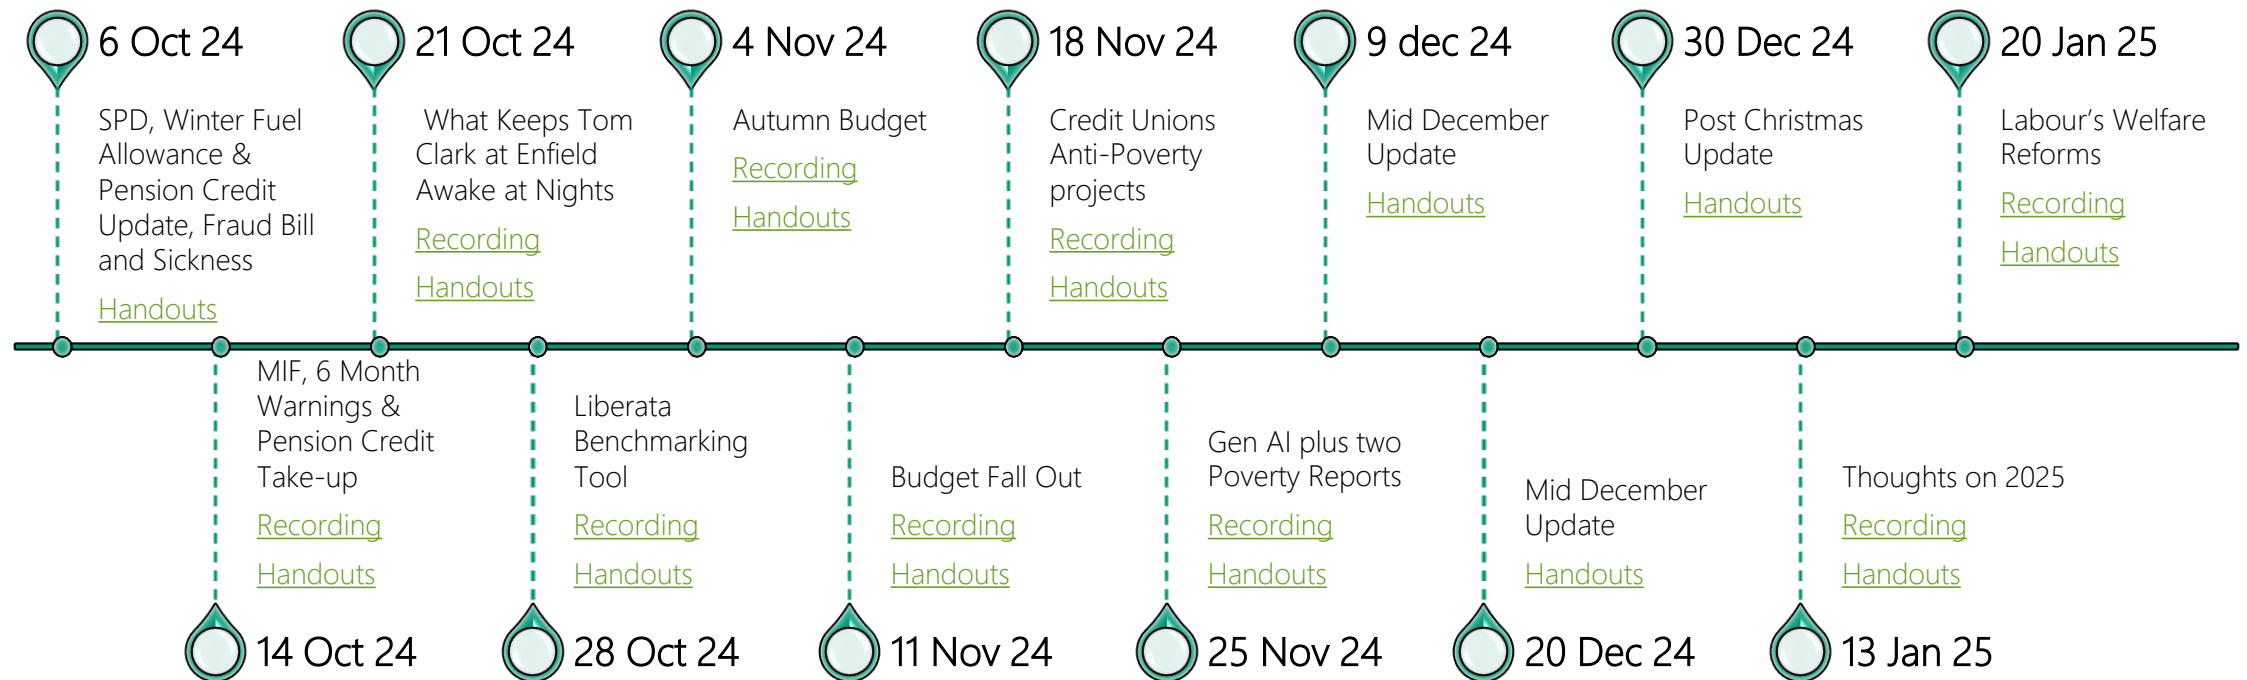 6 Oct 24
SPD, Winter Fuel
Allowance &
Pension Credit
Update, Fraud Bill
and Sickness
Handouts
21 Oct 24
What Keeps Tom
Clark at Enfield
Awake at Nights
Recording
Handouts
4 Nov 24
Autumn Budget
Recording
Handouts
18 Nov 24
Credit Unions
Anti-Poverty
projects
Recording
Handouts
9 dec 24
Mid December
Update
Handouts
30 Dec 24
Post Christmas
Update
Handouts
20 Jan 25
Labour’s Welfare
Reforms
Recording
Handouts
MIF, 6 Month
Warnings &
Pension Credit
Take-up
Recording
Handouts
14 Oct 24
Liberata
Benchmarking
Tool
Recording
Handouts
28 Oct 24
Budget Fall Out
Recording
Handouts
11 Nov 24
Gen AI plus two
Poverty Reports
Recording
Handouts
25 Nov 24
Mid December
Update
Handouts
20 Dec 24
Thoughts on 2025
Recording
Handouts
13 Jan 25